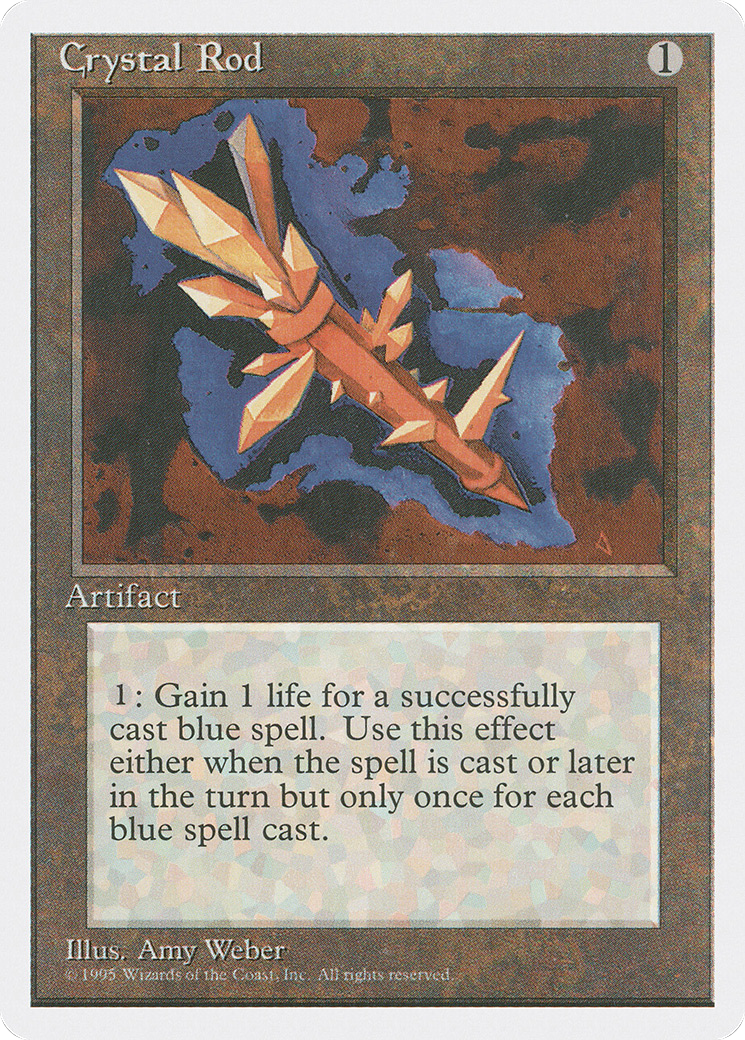 Crystal Rod
1
Artifact
1: Gain 1 life for a successfully
cast blue spell. Use this effect
either when the spell is cast or later
in the turn but only once for each
blue spell cast.
Illus. Amy Weber
© 1995 Wizards of the Coast, Inc. All rights reserved.